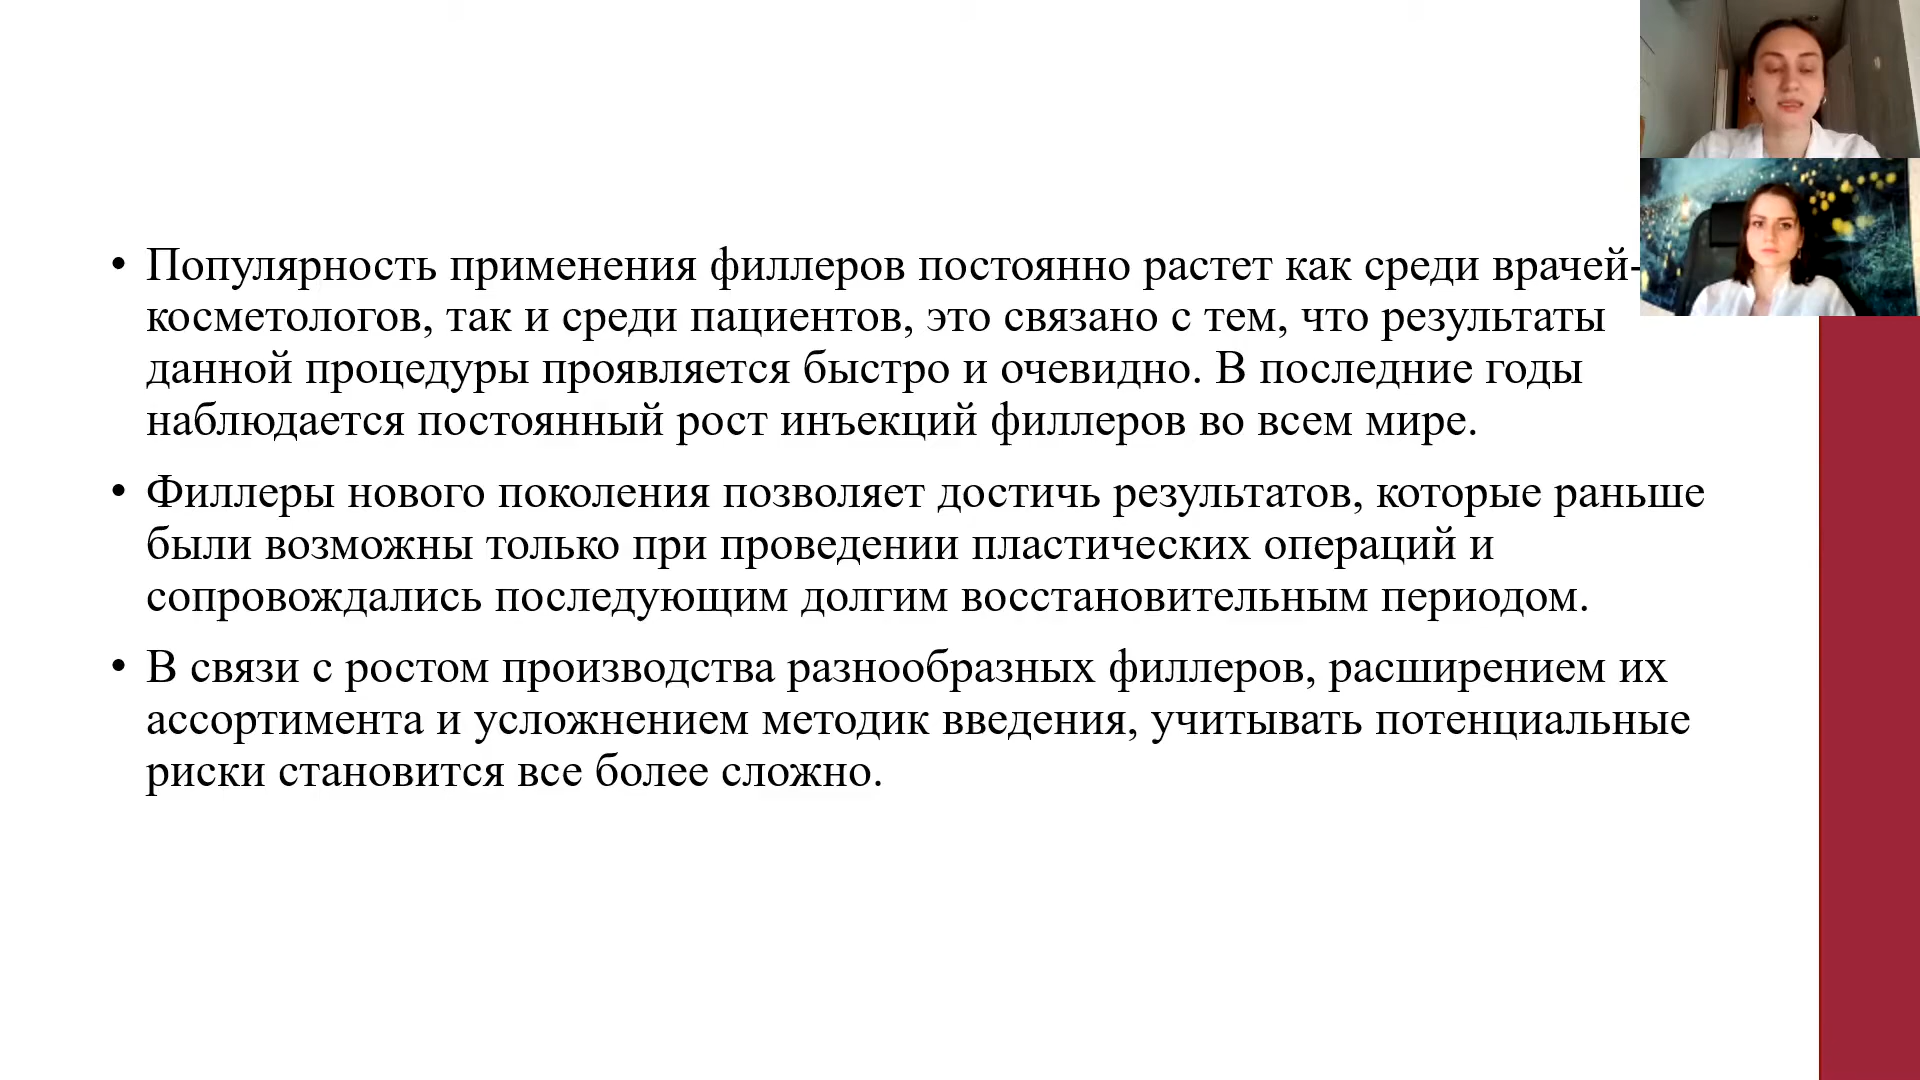 • Популярность применения филлеров постоянно растет как среди врачей-
косметологов, так и среди пациентов, это связано с тем, что результаты
данной процедуры проявляется быстро и очевидно. В последние годы
наблюдается постоянный рост инъекций филлеров во всем мире.
• Филлеры нового поколения позволяет достичь результатов, которые раньше
были возможны только при проведении пластических операций и
сопровождались последующим долгим восстановительным периодом.
• В связи с ростом производства разнообразных филлеров, расширением их
ассортимента и усложнением методик введения, учитывать потенциальные
риски становится все более сложно.